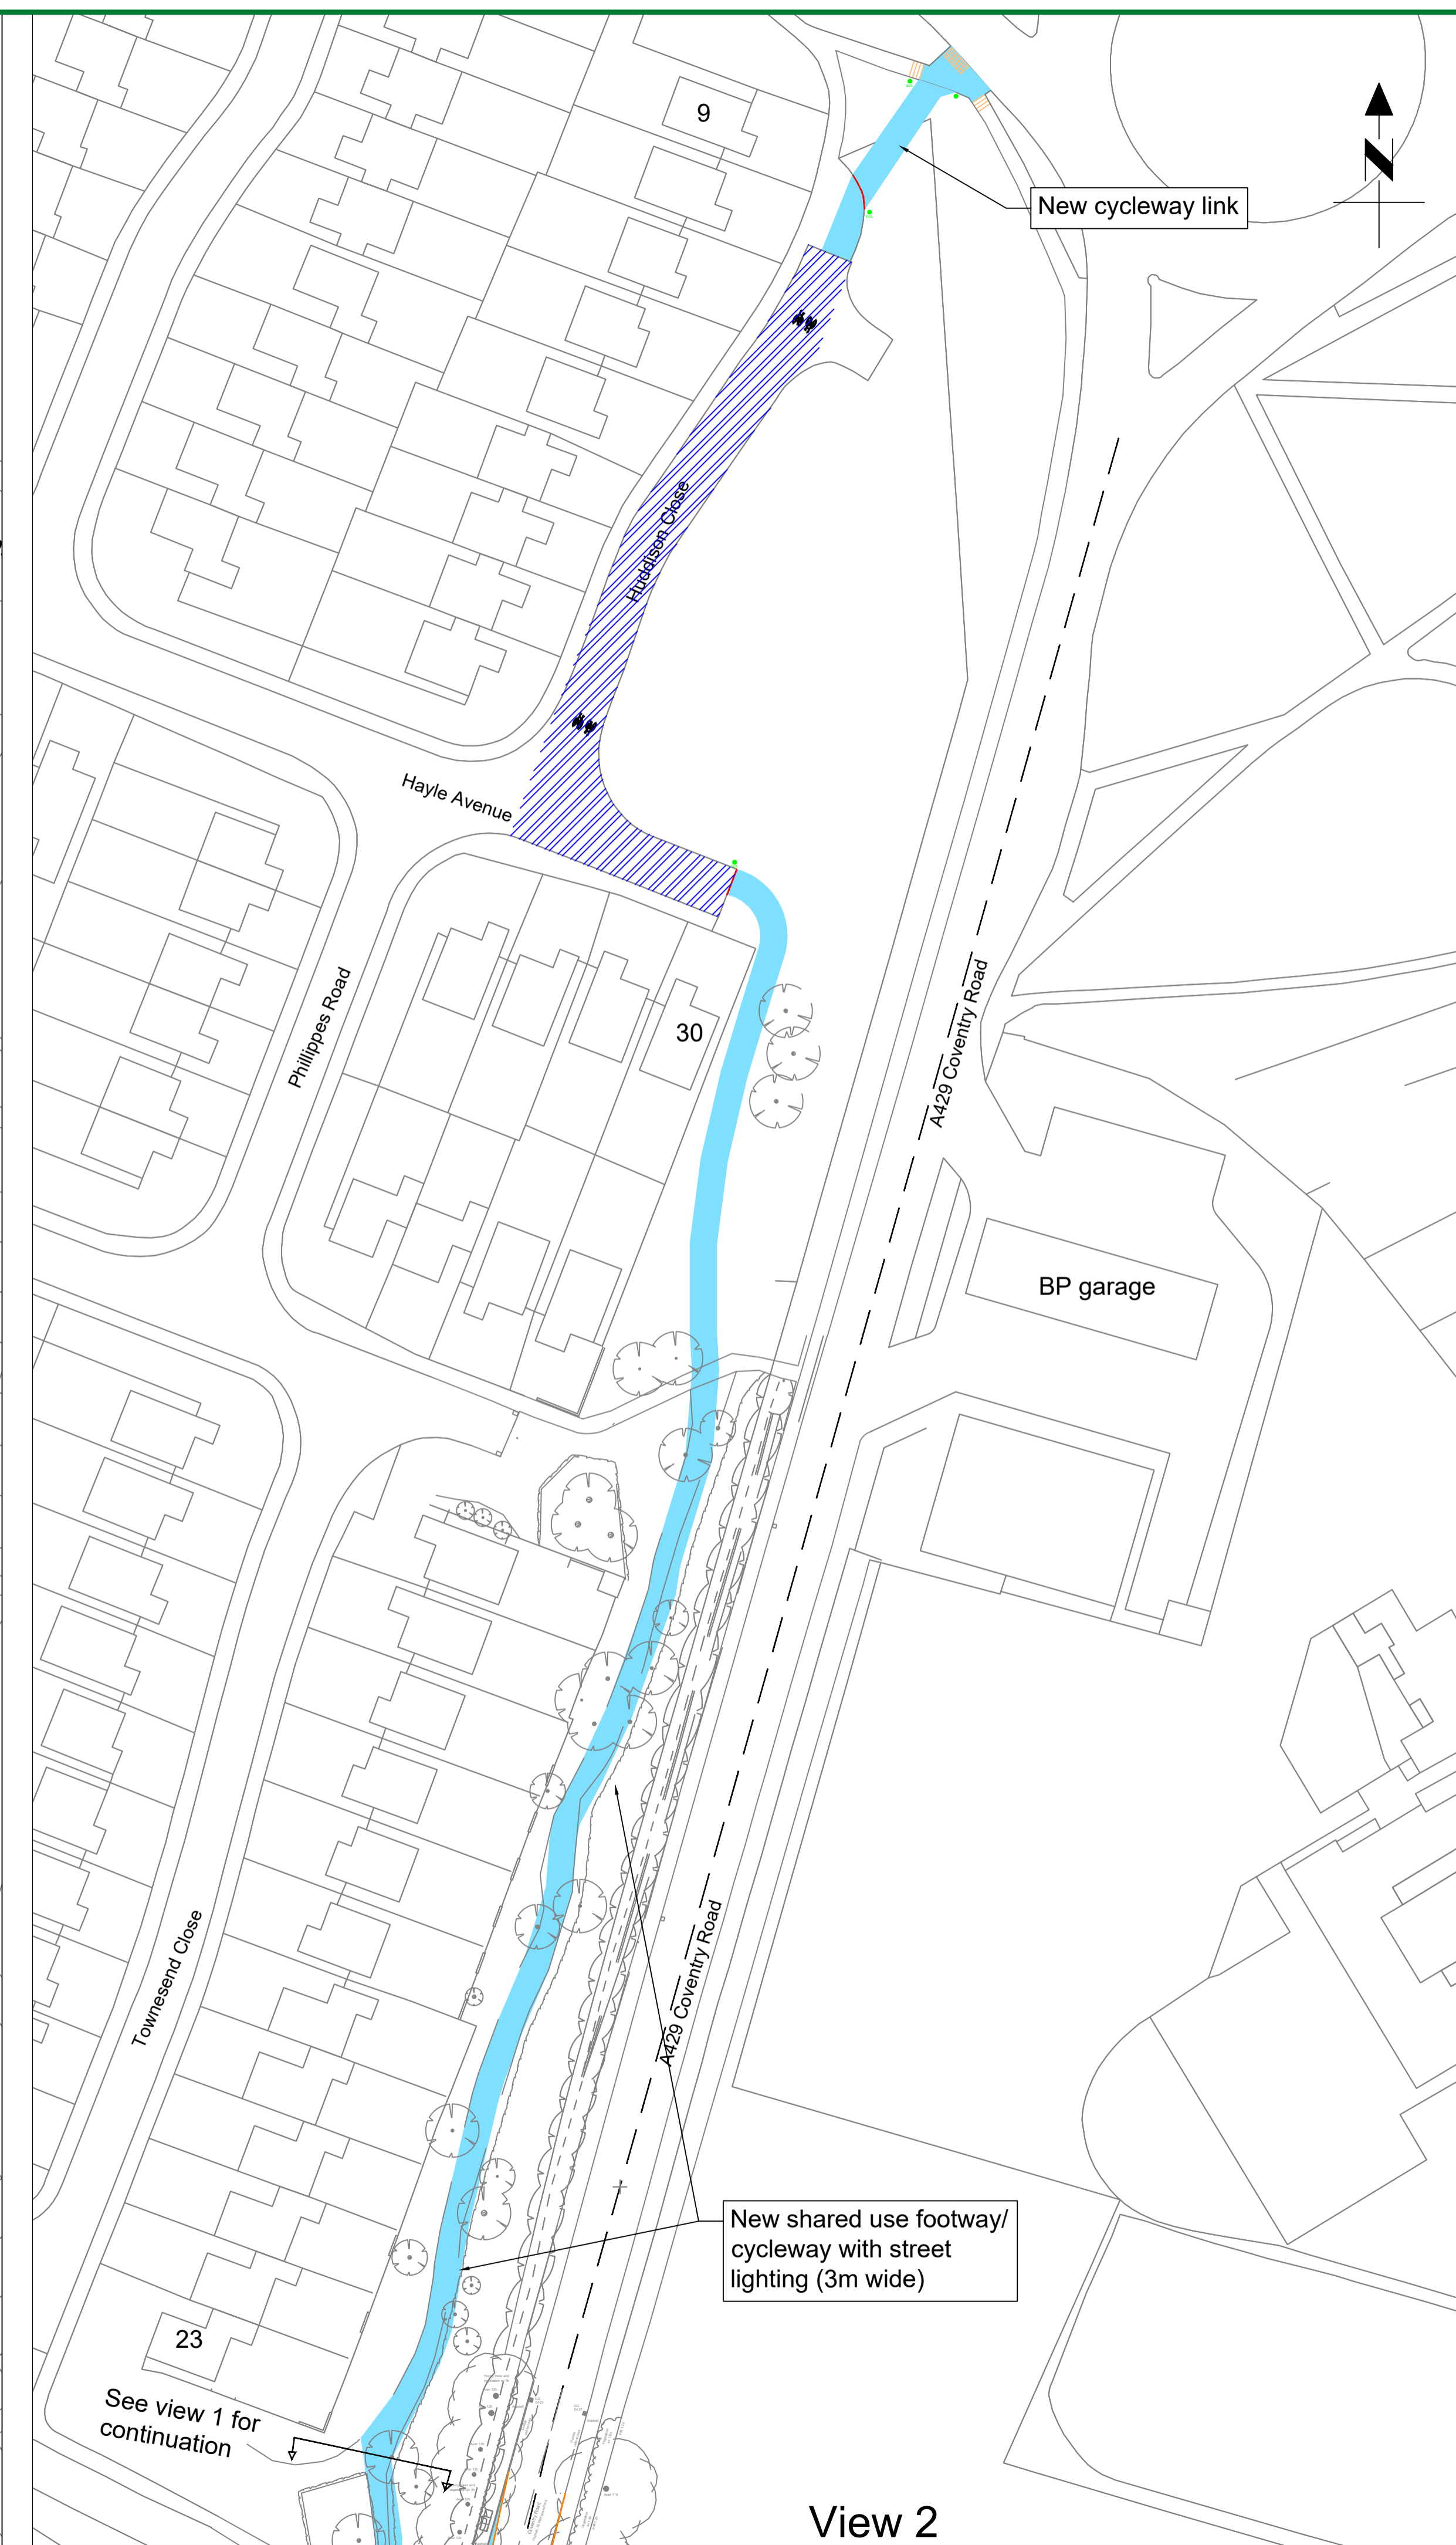 9
N
New cycleway link
Huddison Close
Hayle Avenue
Phillippes Road
30
A429 Coventry Road
BP garage
Townesend Close
A429 Coventry Road
New shared use footway/
cycleway with street
lighting (3m wide)
23
See view 1 for
continuation
View 2